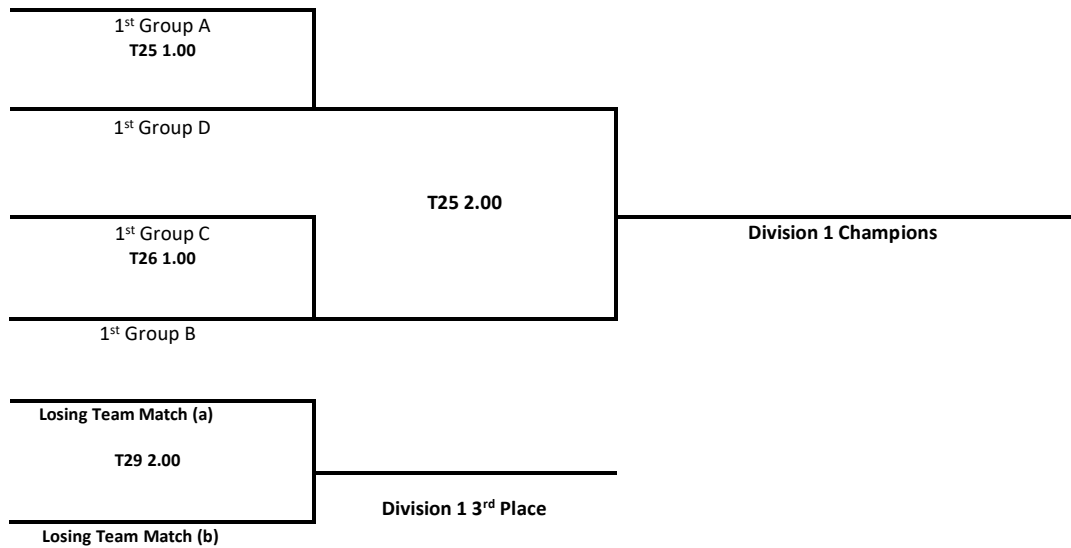 1st Group A
T25 1.00
1st Group D
T25 2.00
1st Group C
T26 1.00
Division 1 Champions
1st Group B
Losing Team Match (a)
T29 2.00
Division 1 3rd Place
Losing Team Match (b)